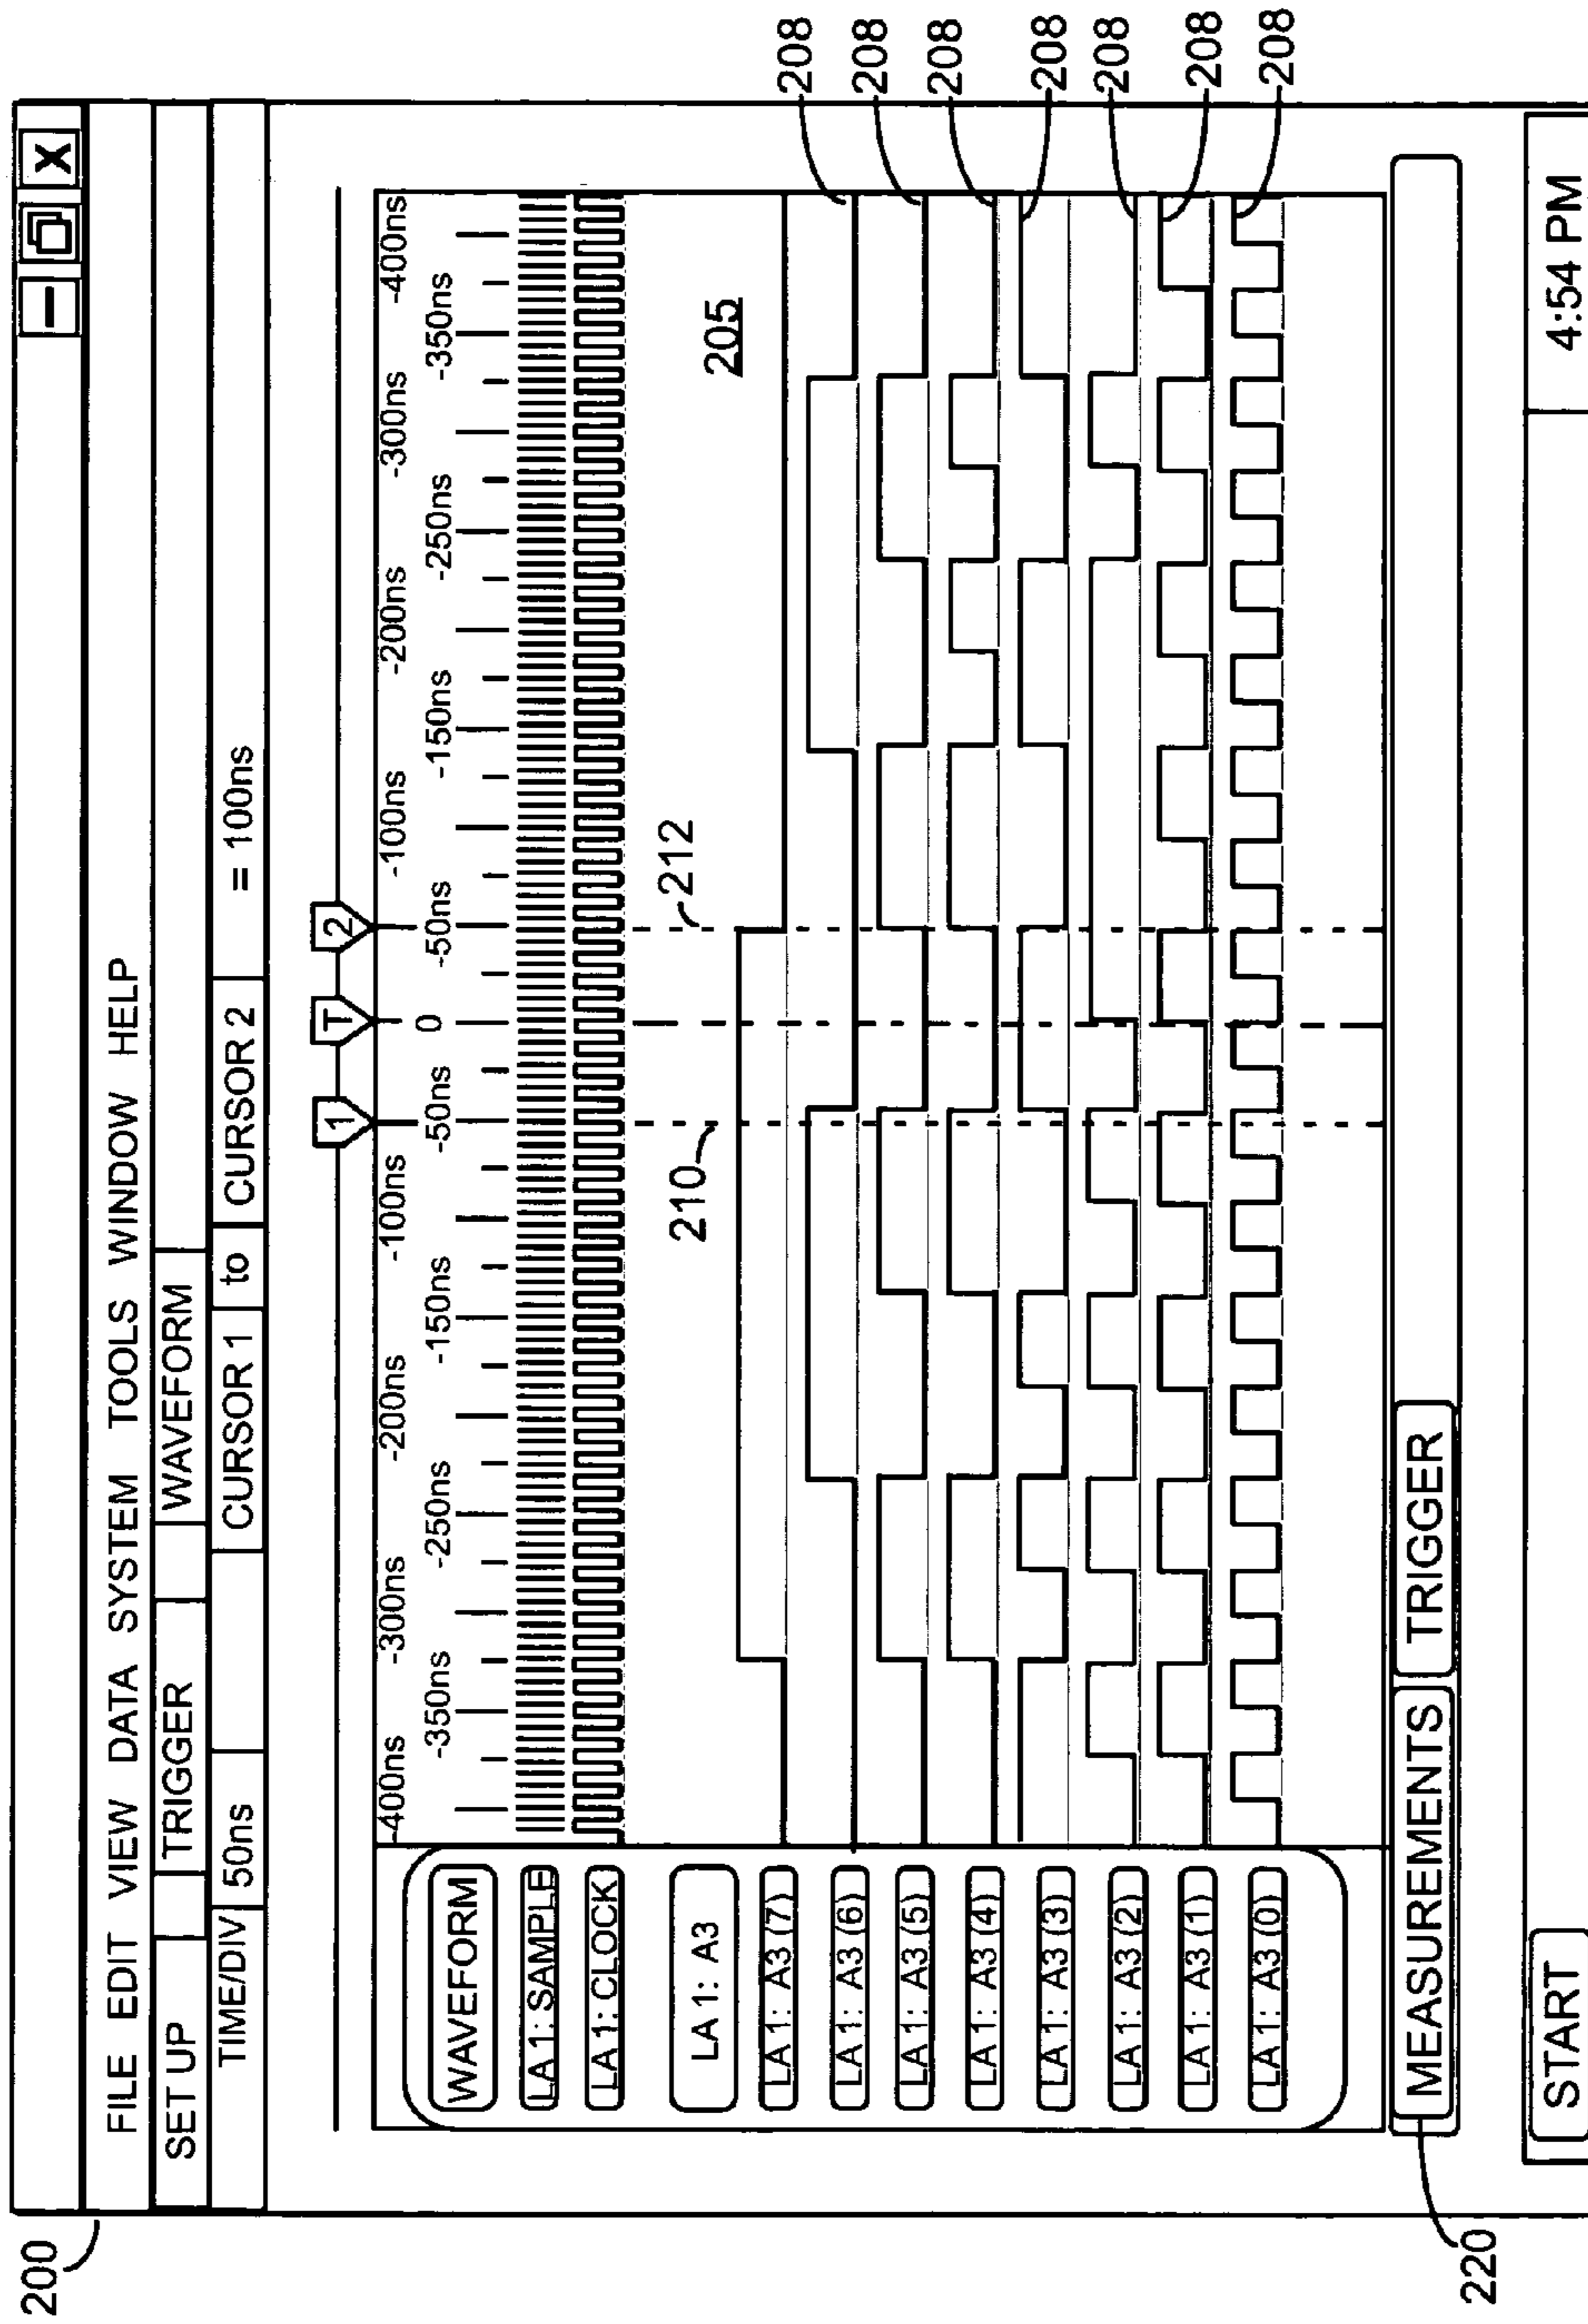 200
FILE EDIT VIEW DATA SYSTEM TOOLS WINDOW HELP
X
SET UP TRIGGER WAVEFORM
TIME/DIV 50ns CURSOR 1 to CURSOR 2 = 100ns
1 T 2
-400ns -300ns -200ns -100ns -100ns -200ns -300ns -400ns
-350ns -250ns -150ns -50ns 0 -50ns -150ns -250ns -350ns
WAVEFORM
LA 1: SAMPLE
LA 1: CLOCK
LA 1: A3
210
212
205
LA 1: A3 (7)
LA 1: A3 (6) 208
LA 1: A3 (5) 208
LA 1: A3 (4) 208
LA 1: A3 (3) 208
LA 1: A3 (2) 208
LA 1: A3 (1) 208
LA 1: A3 (0) 208
220
MEASUREMENTS TRIGGER
START 4:54 PM